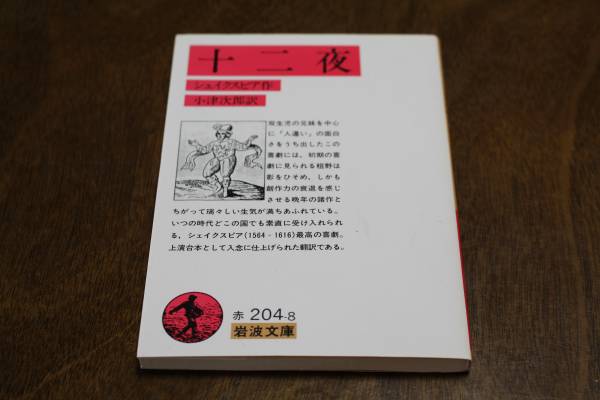 十二夜
シェイクスピア作
小津次郎訳
双生児の兄妹を中心
に「人違い」の面白
さをうち出したこの
喜劇には、初期の喜
劇に見られる粗野は
影をひそめ、しかも
創作力の衰退を感じ
させる晩年の諸作と
ちがって瑞々しい生気が満ちあふれている。
いつの時代どこの国でも素直に受け入れられ
る、シェイクスピア(1564‐1616)最高の喜劇。
上演台本として入念に仕上げられた翻訳である。
赤 204-8
岩波文庫